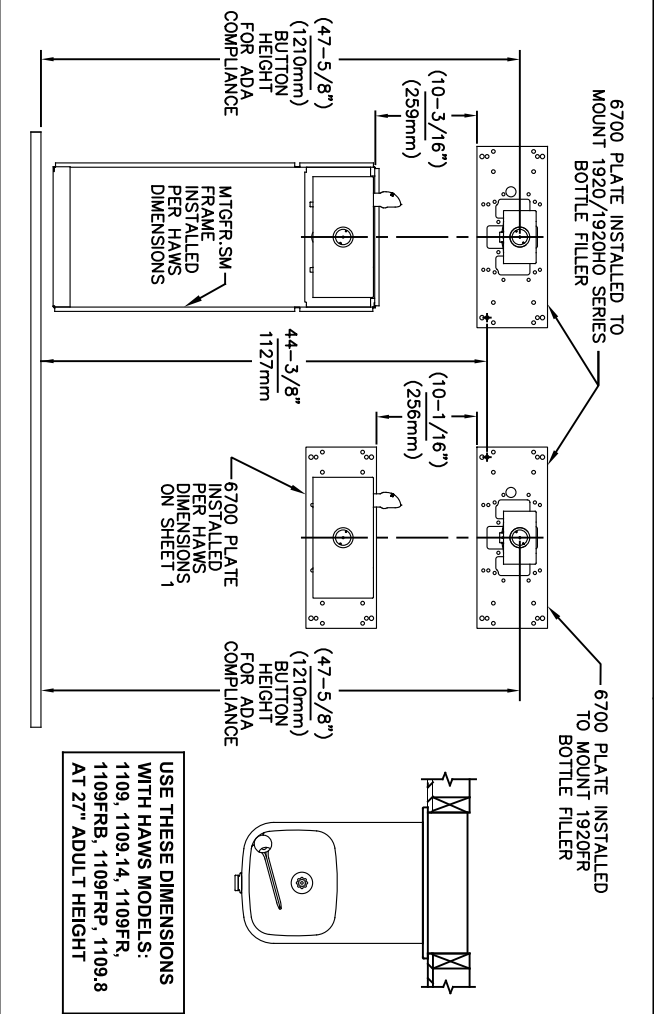 6700 PLATE INSTALLED TO
MOUNT 1920/1920HO SERIES
BOTTLE FILLER
6700 PLATE INSTALLED
TO MOUNT 1920FR
BOTTLE FILLER
(10-3/16")
(259mm)
(10-1/16")
(256mm)
(47-5/8")
(1210mm)
BUTTON
HEIGHT
FOR ADA
COMPLIANCE
44-3/8"
1127mm
(47-5/8")
(1210mm)
BUTTON
HEIGHT
FOR ADA
COMPLIANCE
MTGFR.SM
FRAME
INSTALLED
PER HAWS
DIMENSIONS
6700 PLATE
INSTALLED
PER HAWS
DIMENSIONS
ON SHEET 1
USE THESE DIMENSIONS
WITH HAWS MODELS:
1109, 1109.14, 1109FR,
1109FRB, 1109FRP, 1109.8
AT 27" ADULT HEIGHT